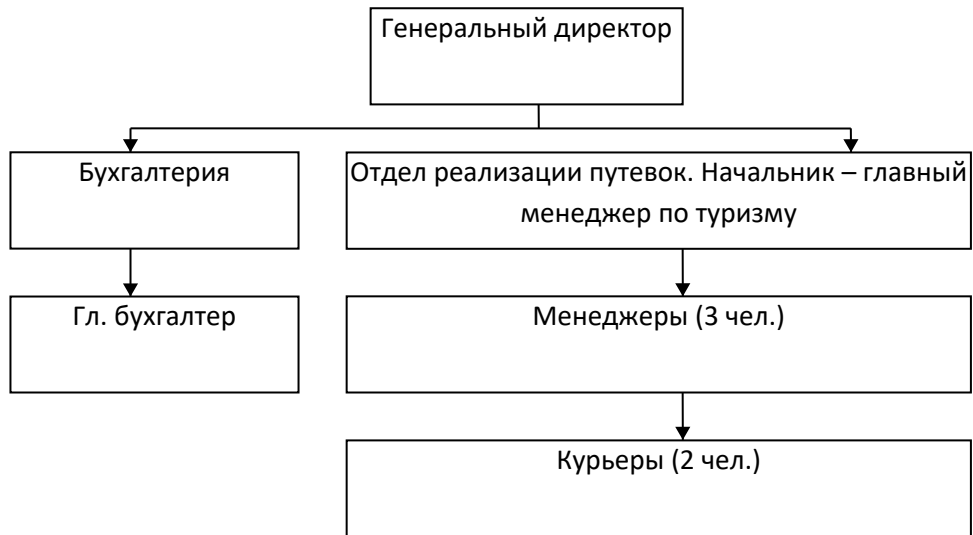 Генеральный директор
Бухгалтерия
Отдел реализации путевок. Начальник – главный
менеджер по туризму
Гл. бухгалтер
Менеджеры (3 чел.)
Курьеры (2 чел.)